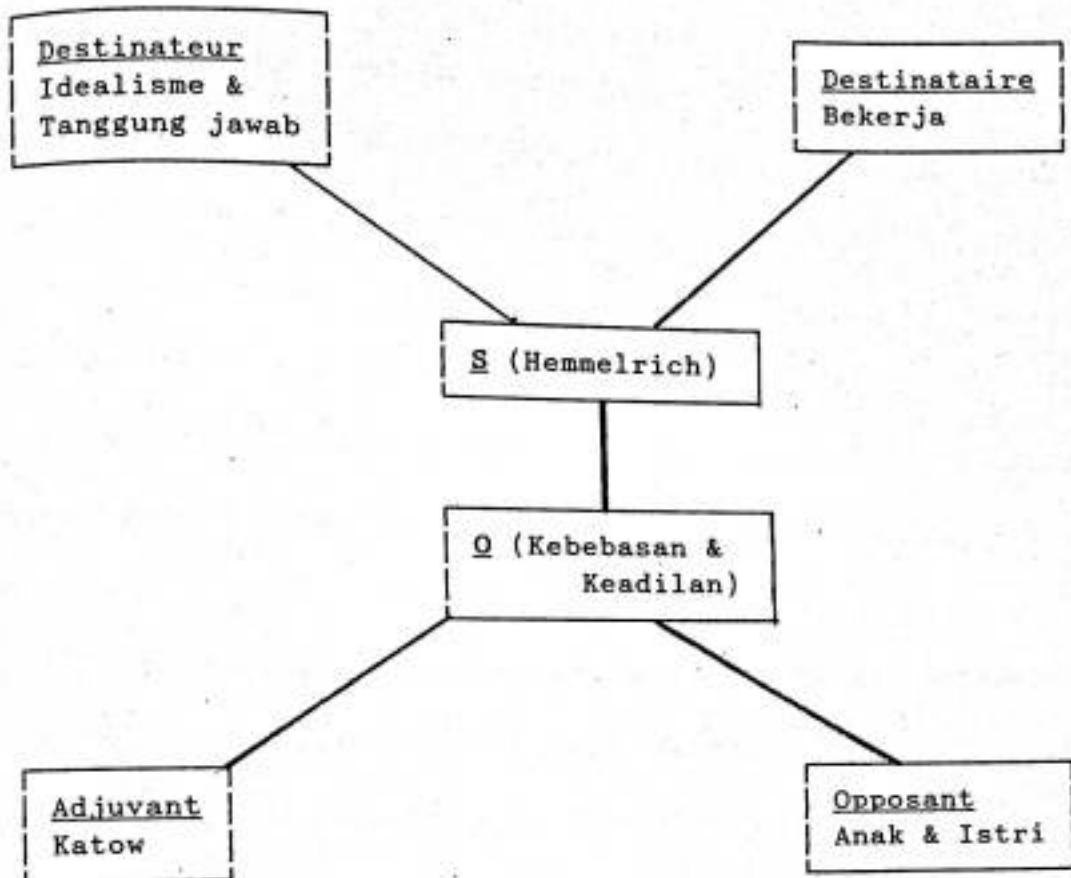 Destinateur
Idealisme &
Tanggung jawab
Destinataire
Bekerja
S (Hemmelrich)
O (Kebebasan &
Keadilan)
Adjuvant
Katow
Opposant
Anak & Istri